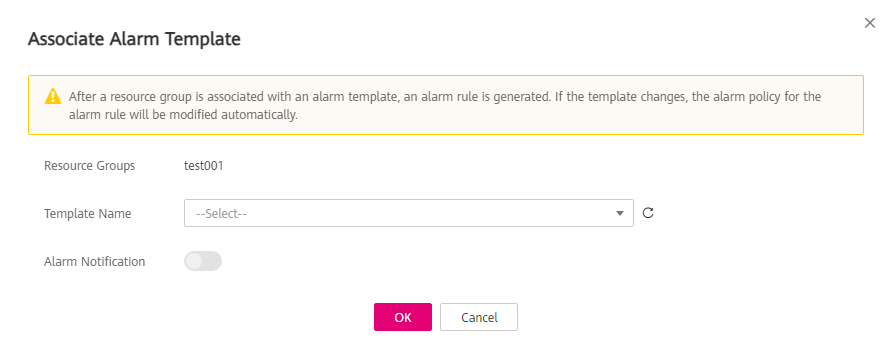 Associate Alarm Template
After a resource group is associated with an alarm template, an alarm rule is generated. If the template changes, the alarm policy for the
alarm rule will be modified automatically.
Resource Groups test001
Template Name --Select--
Alarm Notification
OK Cancel